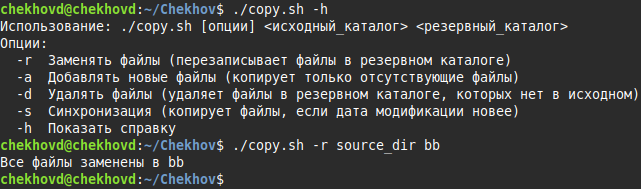 chekhovd@chekhovd:~/Chekhov$ ./copy.sh -h
Использование: ./copy.sh [опции] <исходный_каталог> <резервный_каталог>
Опции:
  -r  Заменять файлы (перезаписывает файлы в резервном каталоге)
  -a  Добавлять новые файлы (копирует только отсутствующие файлы)
  -d  Удалять файлы (удаляет файлы в резервном каталоге, которых нет в исходном)
  -s  Синхронизация (копирует файлы, если дата модификации новее)
  -h  Показать справку
chekhovd@chekhovd:~/Chekhov$ ./copy.sh -r source_dir bb
Все файлы заменены в bb
chekhovd@chekhovd:~/Chekhov$